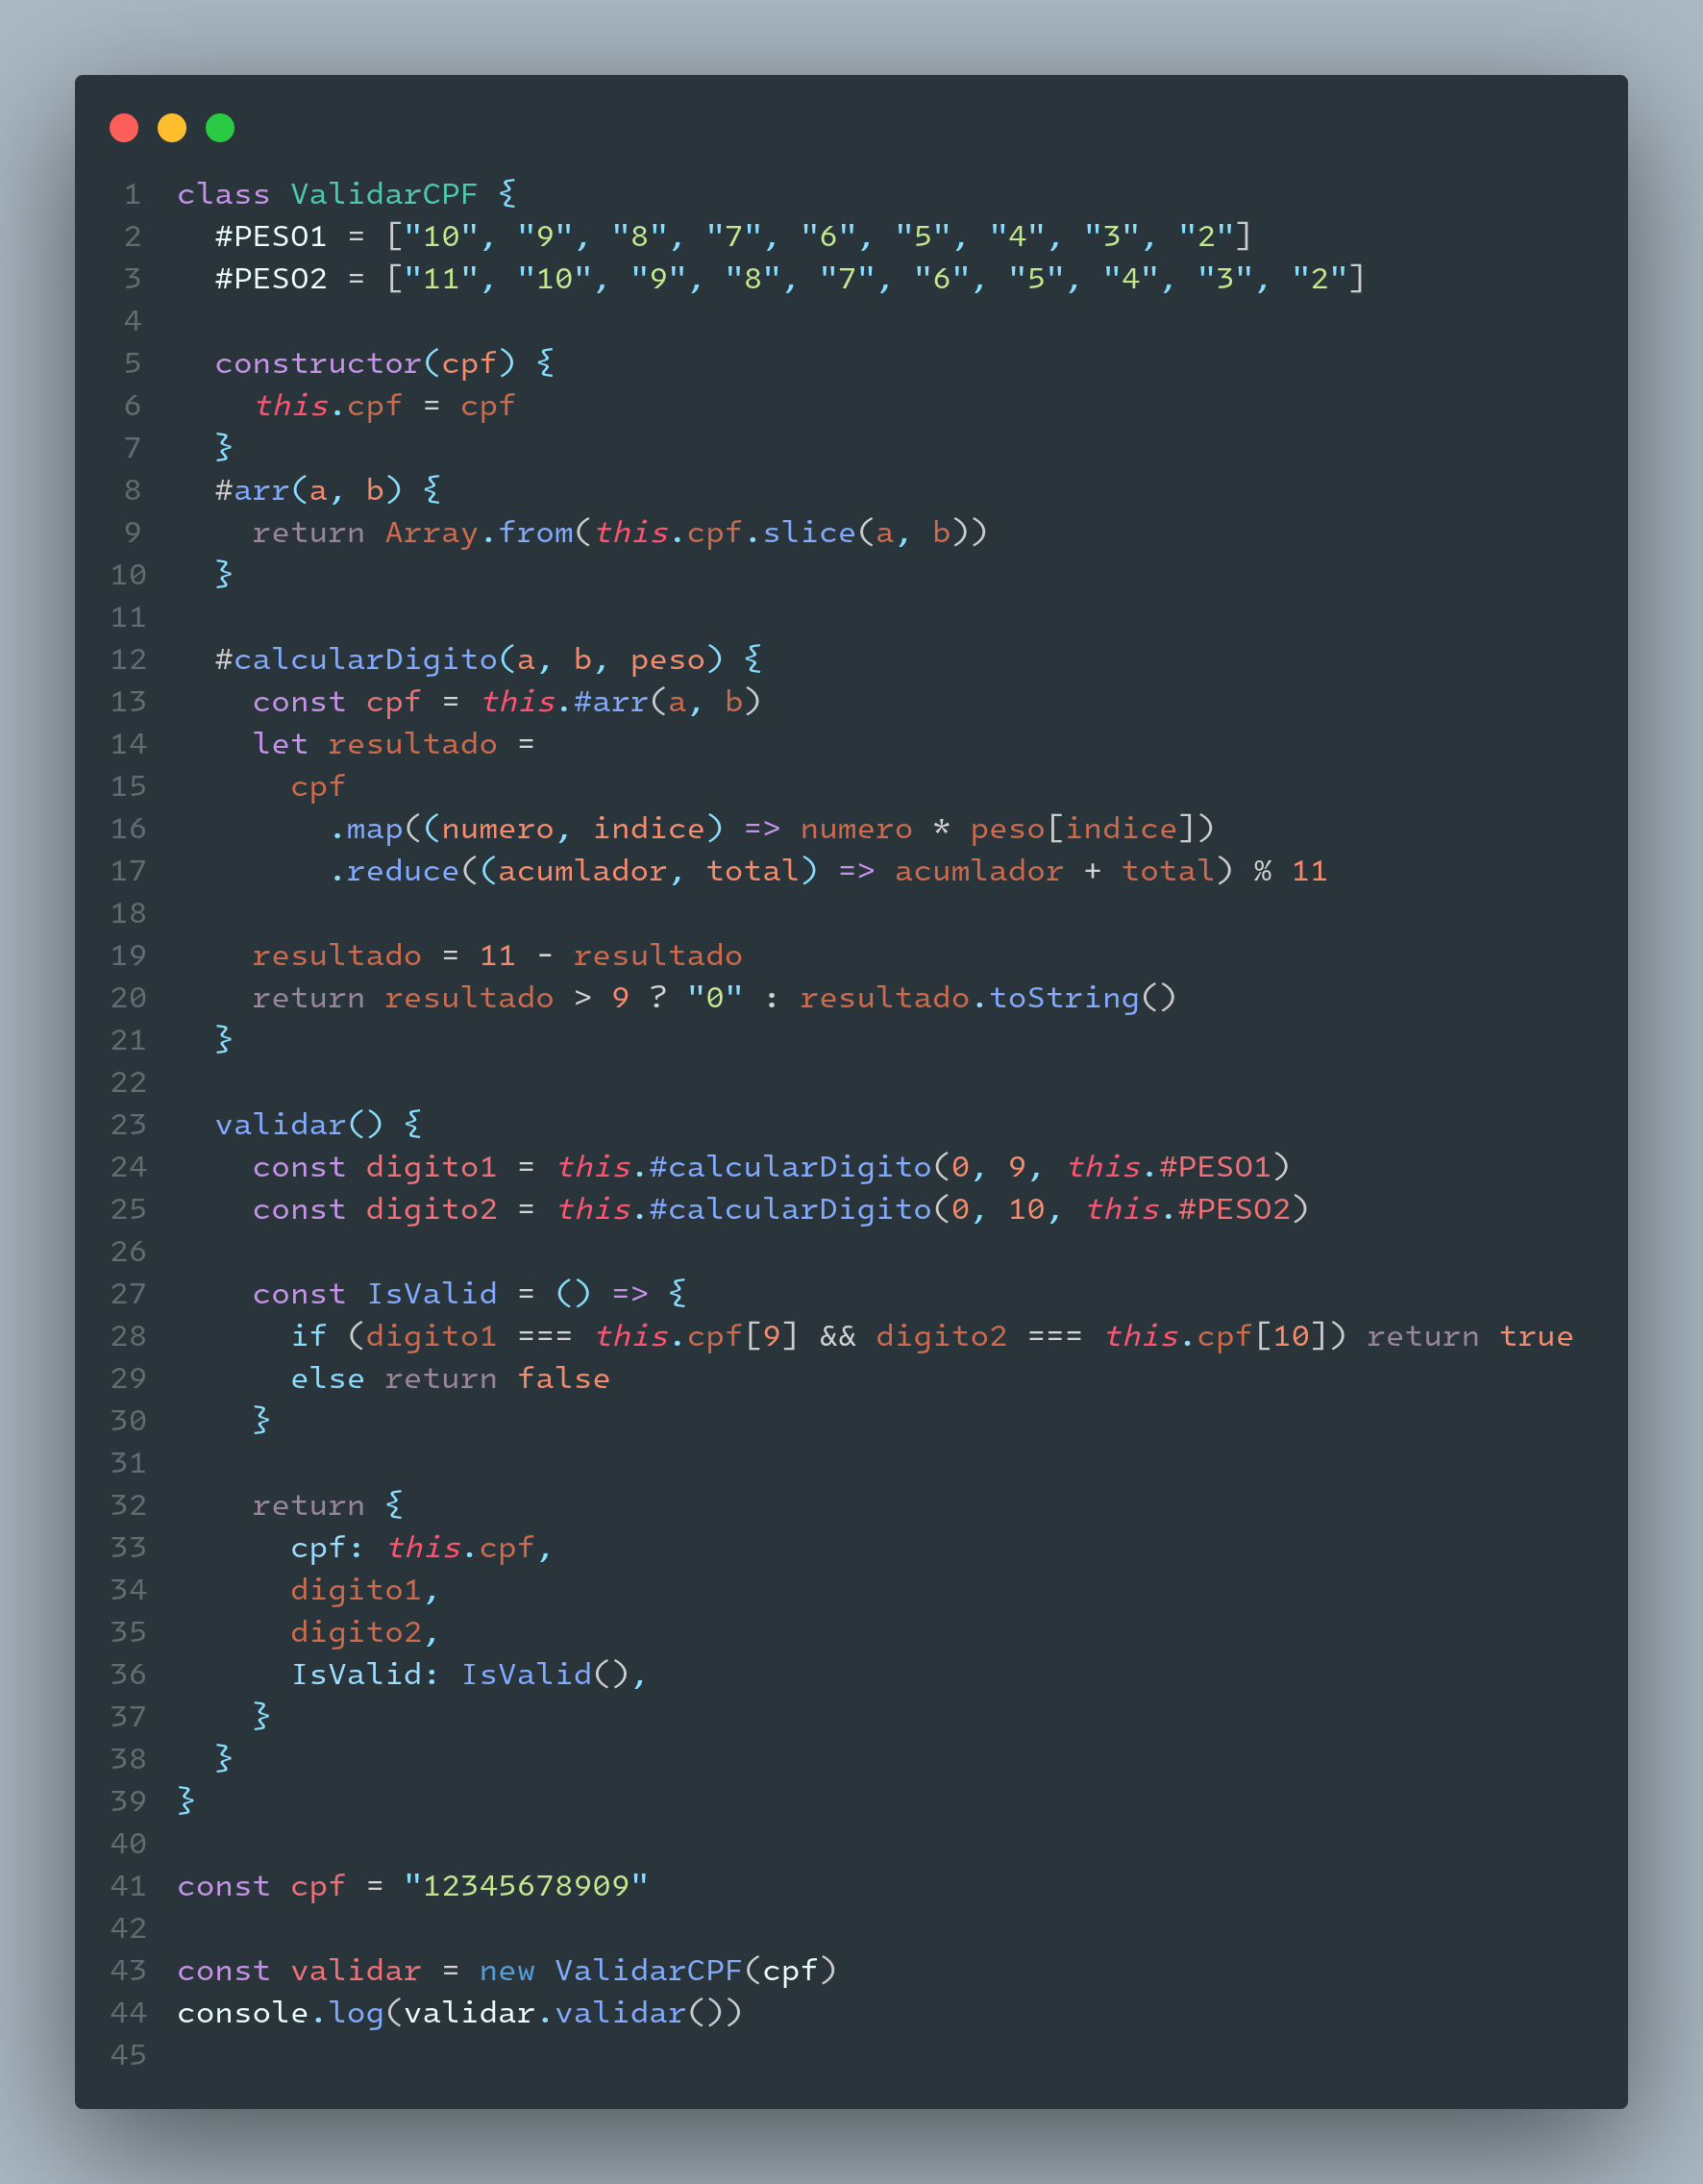 1 class ValidarCPF {
2   #PESO1 = ["10", "9", "8", "7", "6", "5", "4", "3", "2"]
3   #PESO2 = ["11", "10", "9", "8", "7", "6", "5", "4", "3", "2"]
4
5   constructor(cpf) {
6     this.cpf = cpf
7   }
8   #arr(a, b) {
9     return Array.from(this.cpf.slice(a, b))
10   }
11
12   #calcularDigito(a, b, peso) {
13     const cpf = this.#arr(a, b)
14     let resultado =
15       cpf
16         .map((numero, indice) => numero * peso[indice])
17         .reduce((acumlador, total) => acumlador + total) % 11
18
19     resultado = 11 - resultado
20     return resultado > 9 ? "0" : resultado.toString()
21   }
22
23   validar() {
24     const digito1 = this.#calcularDigito(0, 9, this.#PESO1)
25     const digito2 = this.#calcularDigito(0, 10, this.#PESO2)
26
27     const IsValid = () => {
28       if (digito1 === this.cpf[9] && digito2 === this.cpf[10]) return true
29       else return false
30     }
31
32     return {
33       cpf: this.cpf,
34       digito1,
35       digito2,
36       IsValid: IsValid(),
37     }
38   }
39 }
40
41 const cpf = "12345678909"
42
43 const validar = new ValidarCPF(cpf)
44 console.log(validar.validar())
45